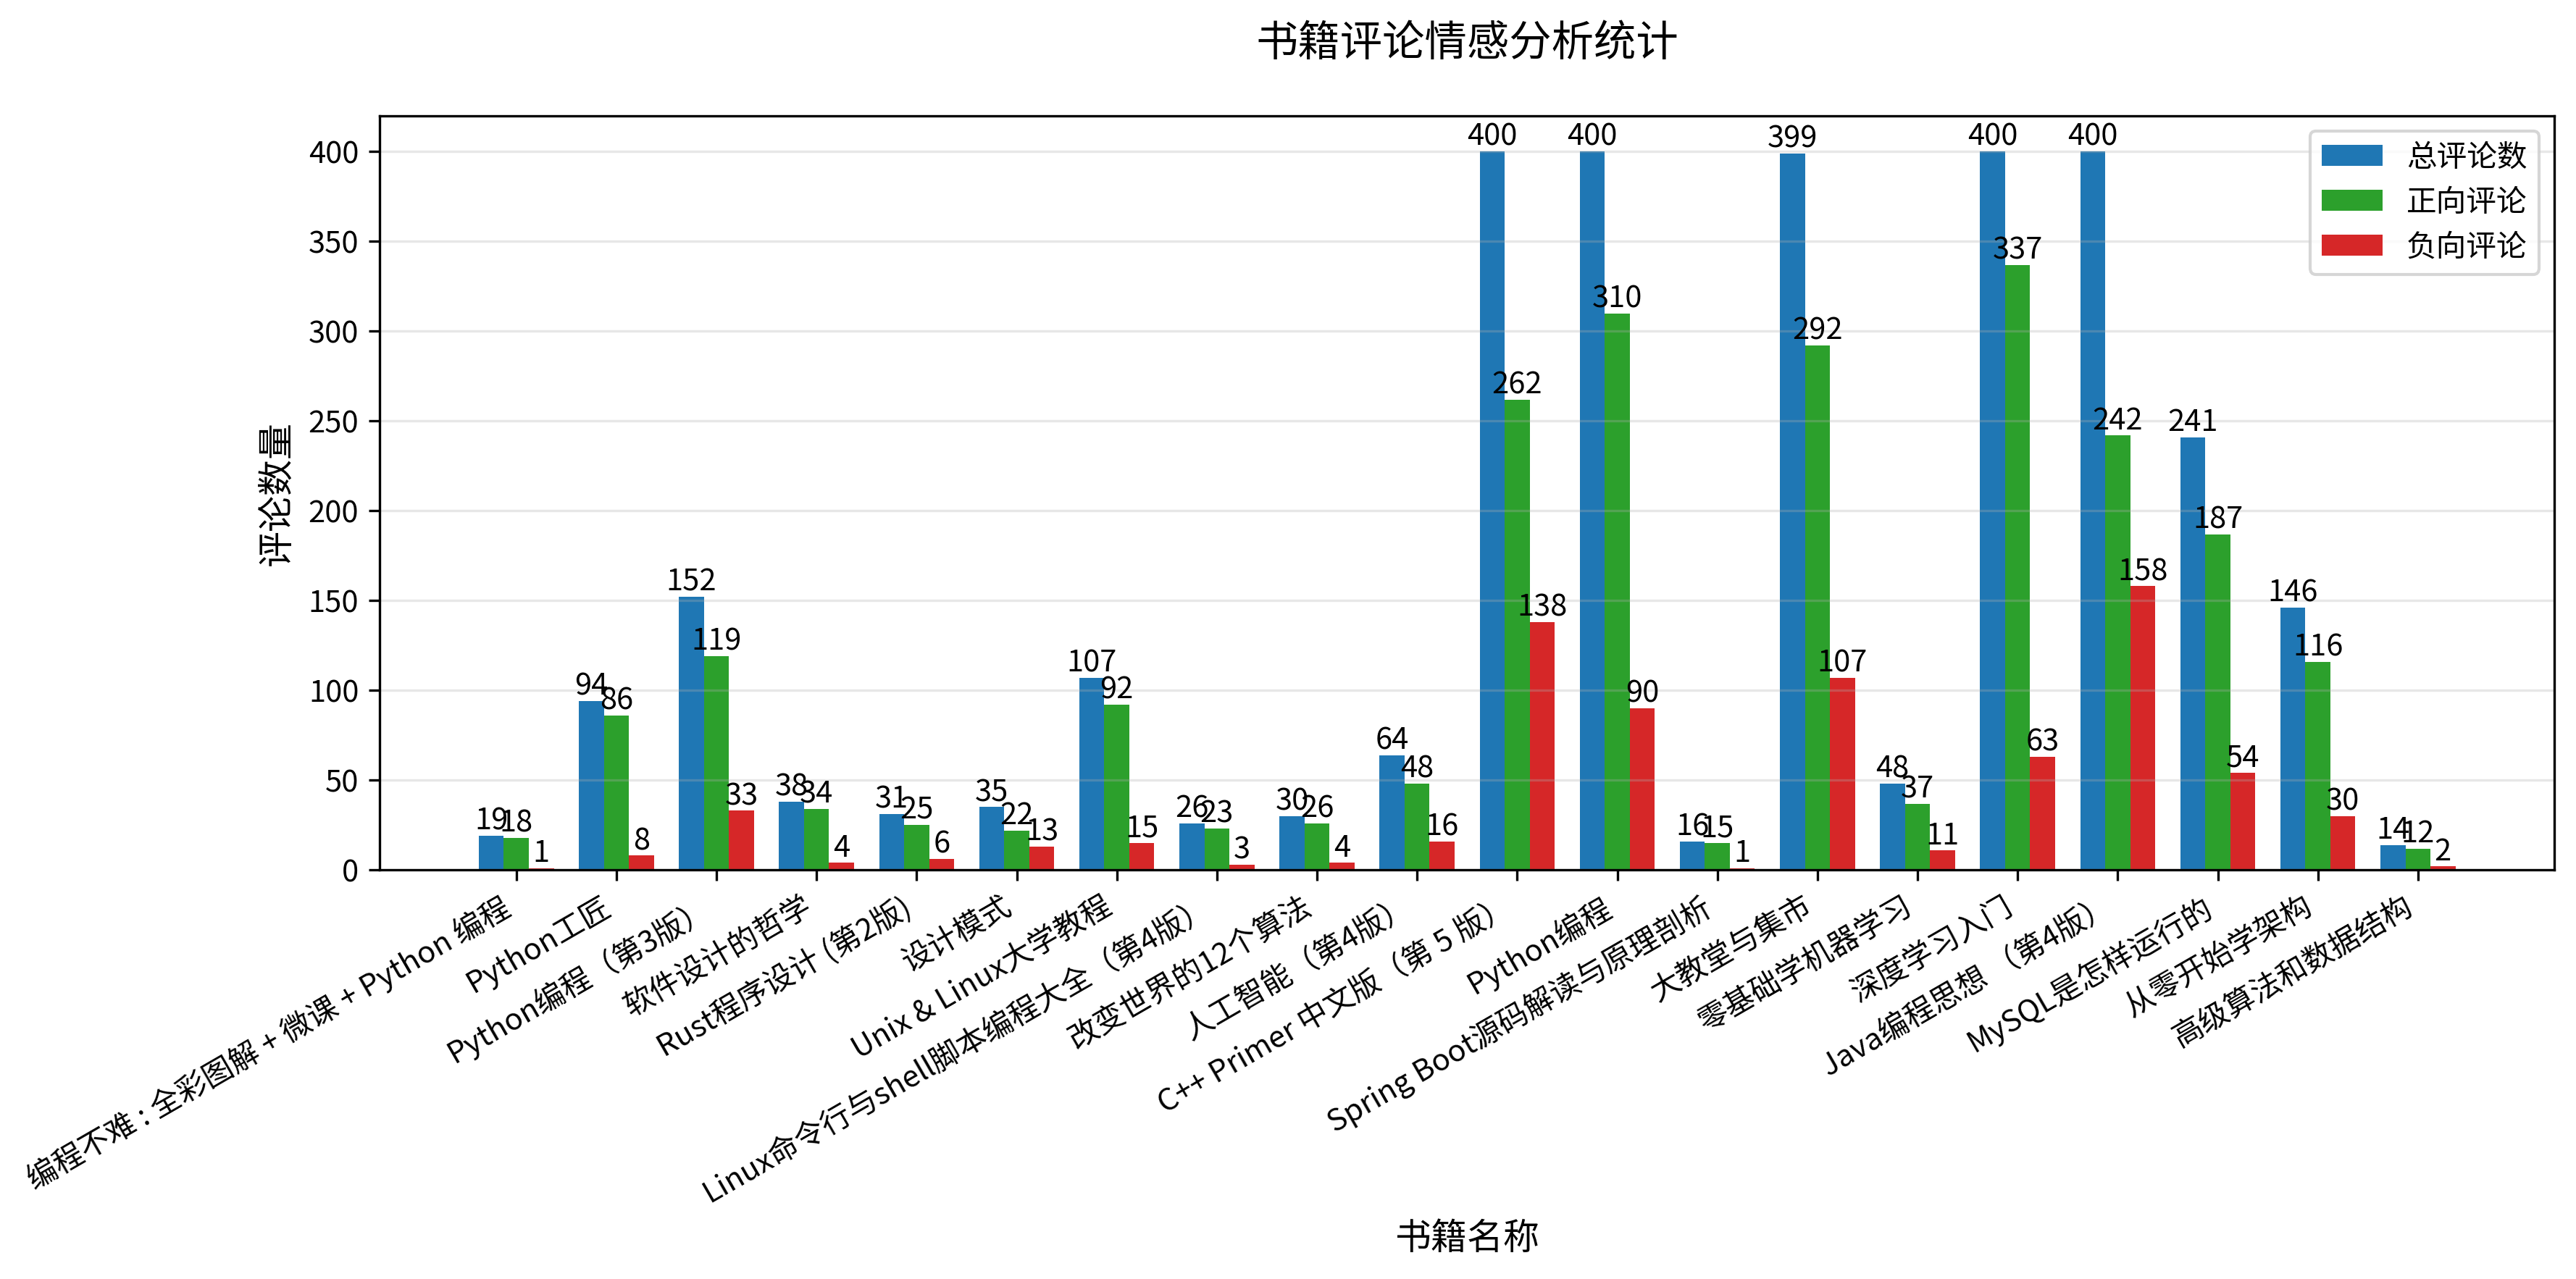 书籍评论情感分析统计
总评论数
正向评论
负向评论
评论数量
400
350
300
250
200
150
100
50
0
19 18 1
94 86 8
152 119 33
38 34 4
31 25 6
35 22 13
107 92 15
26 23 3
30 26 4
64 48 16
400 262 138
400 310 90
16 15 1
399 292 107
48 37 11
400 337 63
400 242 158
241 187 54
146 116 30
14 12 2
编程不难 : 全彩图解 + 微课 + Python 编程
Python工匠
Python编程（第3版）
软件设计的哲学
Rust程序设计 (第2版)
设计模式
Unix & Linux大学教程
Linux命令行与shell脚本编程大全（第4版）
改变世界的12个算法
人工智能（第4版）
C++ Primer 中文版（第 5 版）
Python编程
Spring Boot源码解读与原理剖析
大教堂与集市
零基础学机器学习
深度学习入门
Java编程思想 （第4版）
MySQL是怎样运行的
从零开始学架构
高级算法和数据结构
书籍名称